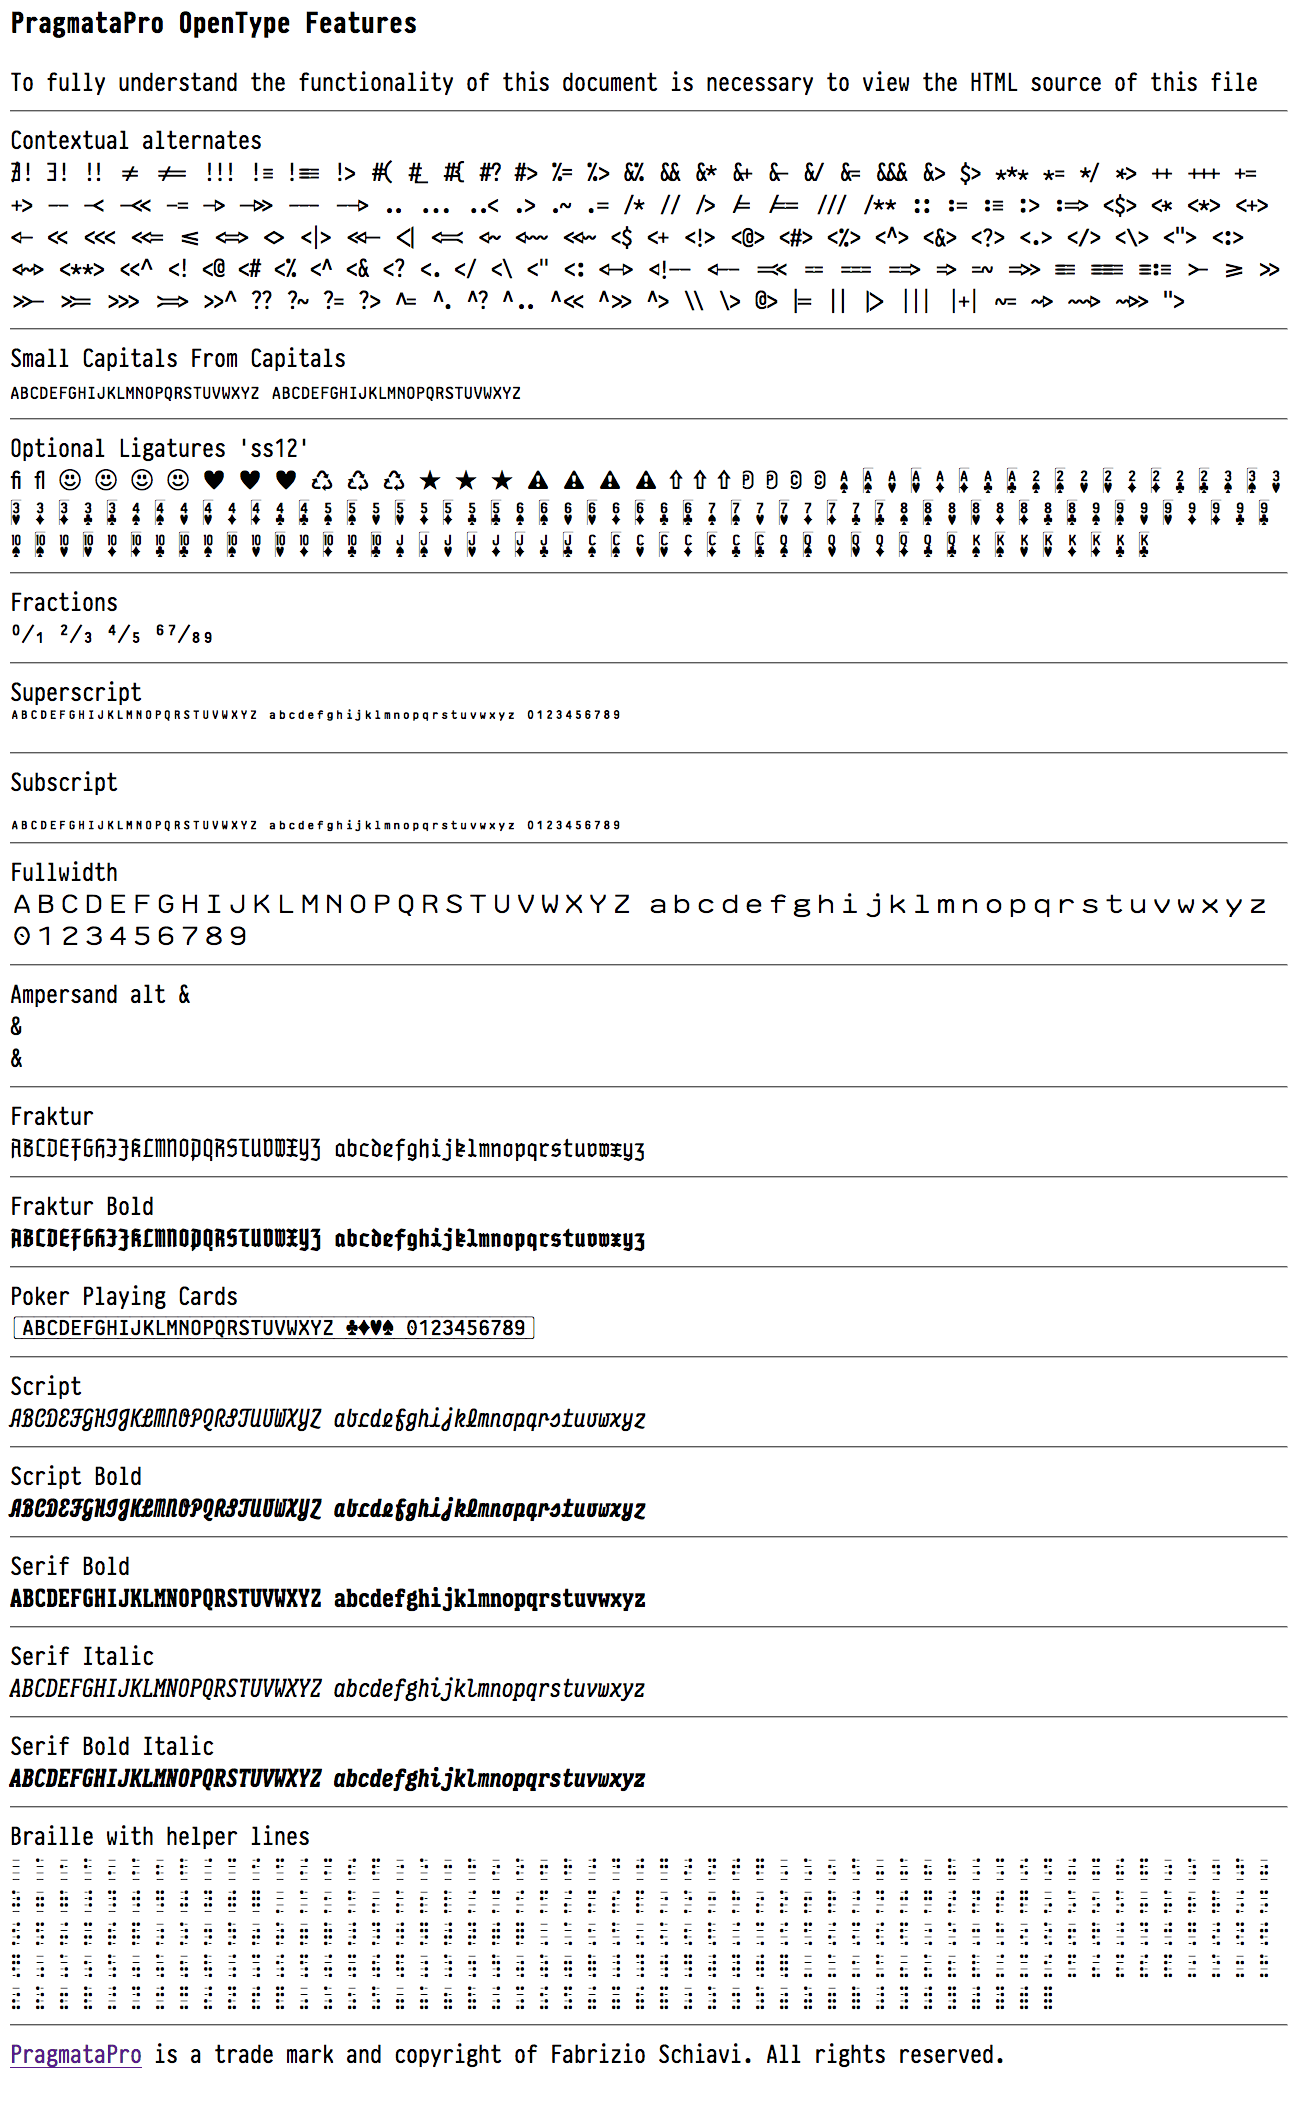 PragmataPro OpenType Features
To fully understand the functionality of this document is necessary to view the HTML source of this file
Contextual alternates
∄! ∃! !! != !== !!! !≡ !≡≡ !> #( #_ #{ #? #> %= %> &% && &* &+ &- &/ &= &&& &> $> *** *= */ *> ++ +++ +=
+> -- -< -<< -= -> ->> --- --> .. ... ..< .> .~ .= /* // /> /= /== /// /** :: := :≡ :> :=> <$> <* <*> <+>
<- << <<< <<= <= <=> <> <|> <<- <| <=< <~ <~~ <<~ <$ <+ <!> <@> <#> <%> <^> <&> <?> <.> </> <\> <"> <:>
<~> <**> <<^ <! <@ <# <% <^ <& <? <. </ <\ <" <: <-> <!-- <-- =<< == === ==> => =~ =>> ≡≡ ≡≡≡ ≡:≡ >- >= >>
>>- >>= >>> >=> >>^ ?? ?~ ?= ?> ^= ^. ^? ^.. ^<< ^>> ^> \\ \> @> |= || |> ||| |+| ~= ~> ~~> ~>> ">
Small Capitals From Capitals
ABCDEFGHIJKLMNOPQRSTUVWXYZ ABCDEFGHIJKLMNOPQRSTUVWXYZ
Optional Ligatures 'ss12'
fi fl
Fractions
0/1 2/3 4/5 67/89
Superscript
ABCDEFGHIJKLMNOPQRSTUVWXYZ abcdefghijklmnopqrstuvwxyz 0123456789
Subscript
ABCDEFGHIJKLMNOPQRSTUVWXYZ abcdefghijklmnopqrstuvwxyz 0123456789
Fullwidth
ABCDEFGHIJKLMNOPQRSTUVWXYZ abcdefghijklmnopqrstuvwxyz
0123456789
Ampersand alt &
&
&
Fraktur
ABCDEFGHIJKLMNOPQRSTUVWXYZ abcdefghijklmnopqrstuvwxyz
Fraktur Bold
ABCDEFGHIJKLMNOPQRSTUVWXYZ abcdefghijklmnopqrstuvwxyz
Poker Playing Cards
ABCDEFGHIJKLMNOPQRSTUVWXYZ ♣♦♥♠ 0123456789
Script
ABCDEFGHIJKLMNOPQRSTUVWXYZ abcdefghijklmnopqrstuvwxyz
Script Bold
ABCDEFGHIJKLMNOPQRSTUVWXYZ abcdefghijklmnopqrstuvwxyz
Serif Bold
ABCDEFGHIJKLMNOPQRSTUVWXYZ abcdefghijklmnopqrstuvwxyz
Serif Italic
ABCDEFGHIJKLMNOPQRSTUVWXYZ abcdefghijklmnopqrstuvwxyz
Serif Bold Italic
ABCDEFGHIJKLMNOPQRSTUVWXYZ abcdefghijklmnopqrstuvwxyz
Braille with helper lines
PragmataPro is a trade mark and copyright of Fabrizio Schiavi. All rights reserved.